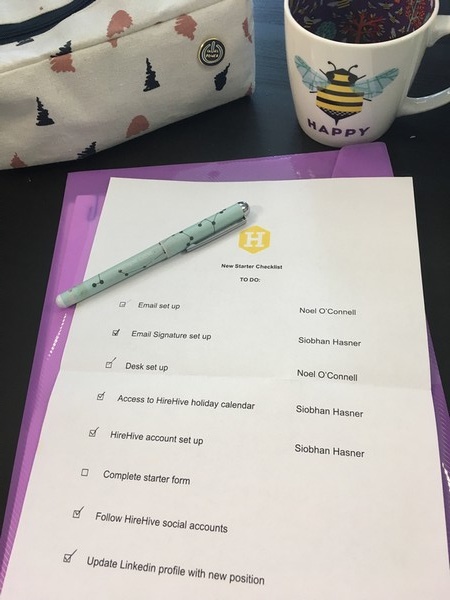 H
New Starter Checklist
TO DO:
Email set up Noel O'Connell
Email Signature set up Siobhan Hasner
Desk set up Noel O'Connell
Access to HireHive holiday calendar Siobhan Hasner
HireHive account set up Siobhan Hasner
Complete starter form
Follow HireHive social accounts
Update Linkedin profile with new position
HAPPY